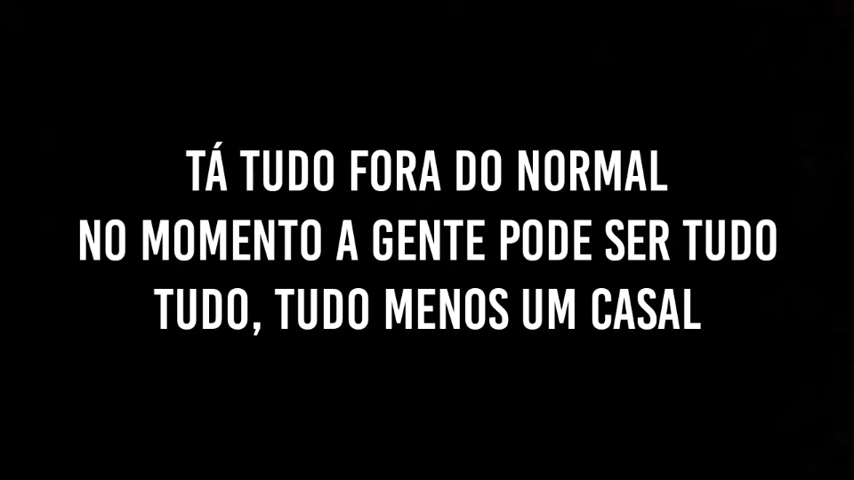 TÁ TUDO FORA DO NORMAL
NO MOMENTO A GENTE PODE SER TUDO
TUDO, TUDO MENOS UM CASAL